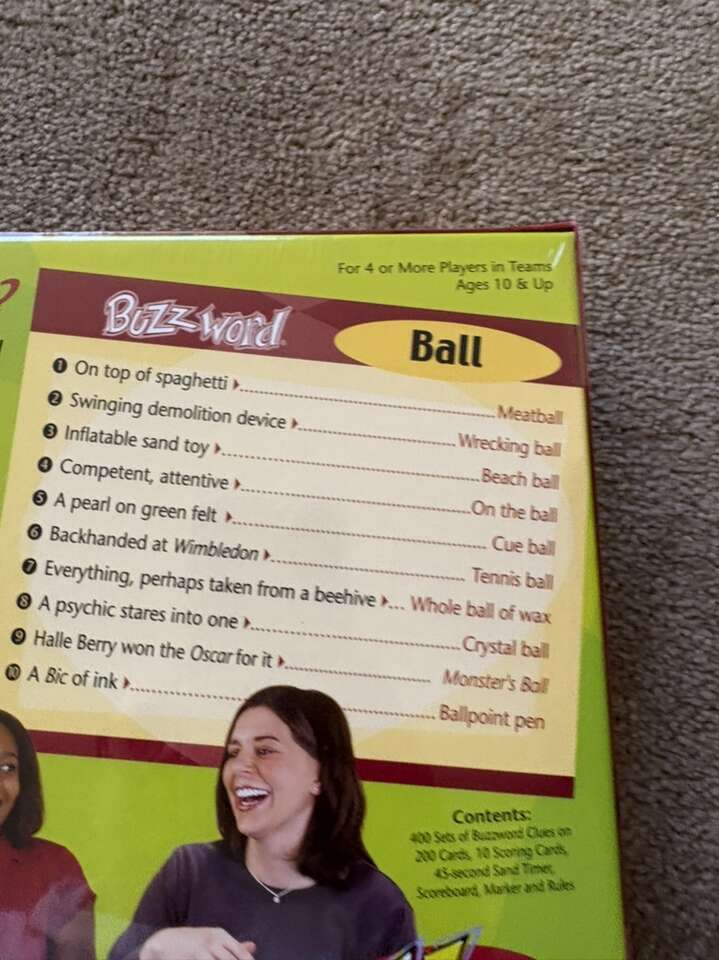 For 4 or More Players in Teams
Ages 10 & Up
Buzzword
Ball
1 On top of spaghetti Meatball
2 Swinging demolition device Wrecking ball
3 Inflatable sand toy Beach ball
4 Competent, attentive On the ball
5 A pearl on green felt Cue ball
6 Backhanded at Wimbledon Tennis ball
7 Everything, perhaps taken from a beehive Whole ball of wax
8 A psychic stares into one Crystal ball
9 Halle Berry won the Oscar for it Monster's Ball
10 A Bic of ink Ballpoint pen
Contents:
400 Sets of Buzzword Clues on
200 Cards, 10 Scoring Cards,
45-second Sand Timer,
Scoreboard, Marker and Rules